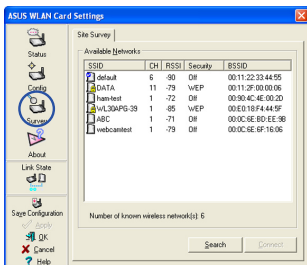 ASUS WLAN Card Settings
Status
Config
Survey
About
Link State
Save Configuration
Apply
OK
Cancel
Help
Site Survey
Available Networks
SSID CH RSSI Security BSSID
default 6 -90 Off 00:11:22:33:44:55
DATA 11 -79 WEP 00:11:2F:00:00:06
ham-test 1 -72 Off 00:90:4C:4E:00:2D
WL30APG-39 1 -85 WEP 00:E0:18:F4:44:5F
ABC 1 -71 Off 00:0C:6E:BD:EE:9B
webcamtest 1 -79 Off 00:0C:6E:6F:16:06
Number of known wireless network(s): 6
Search
Connect